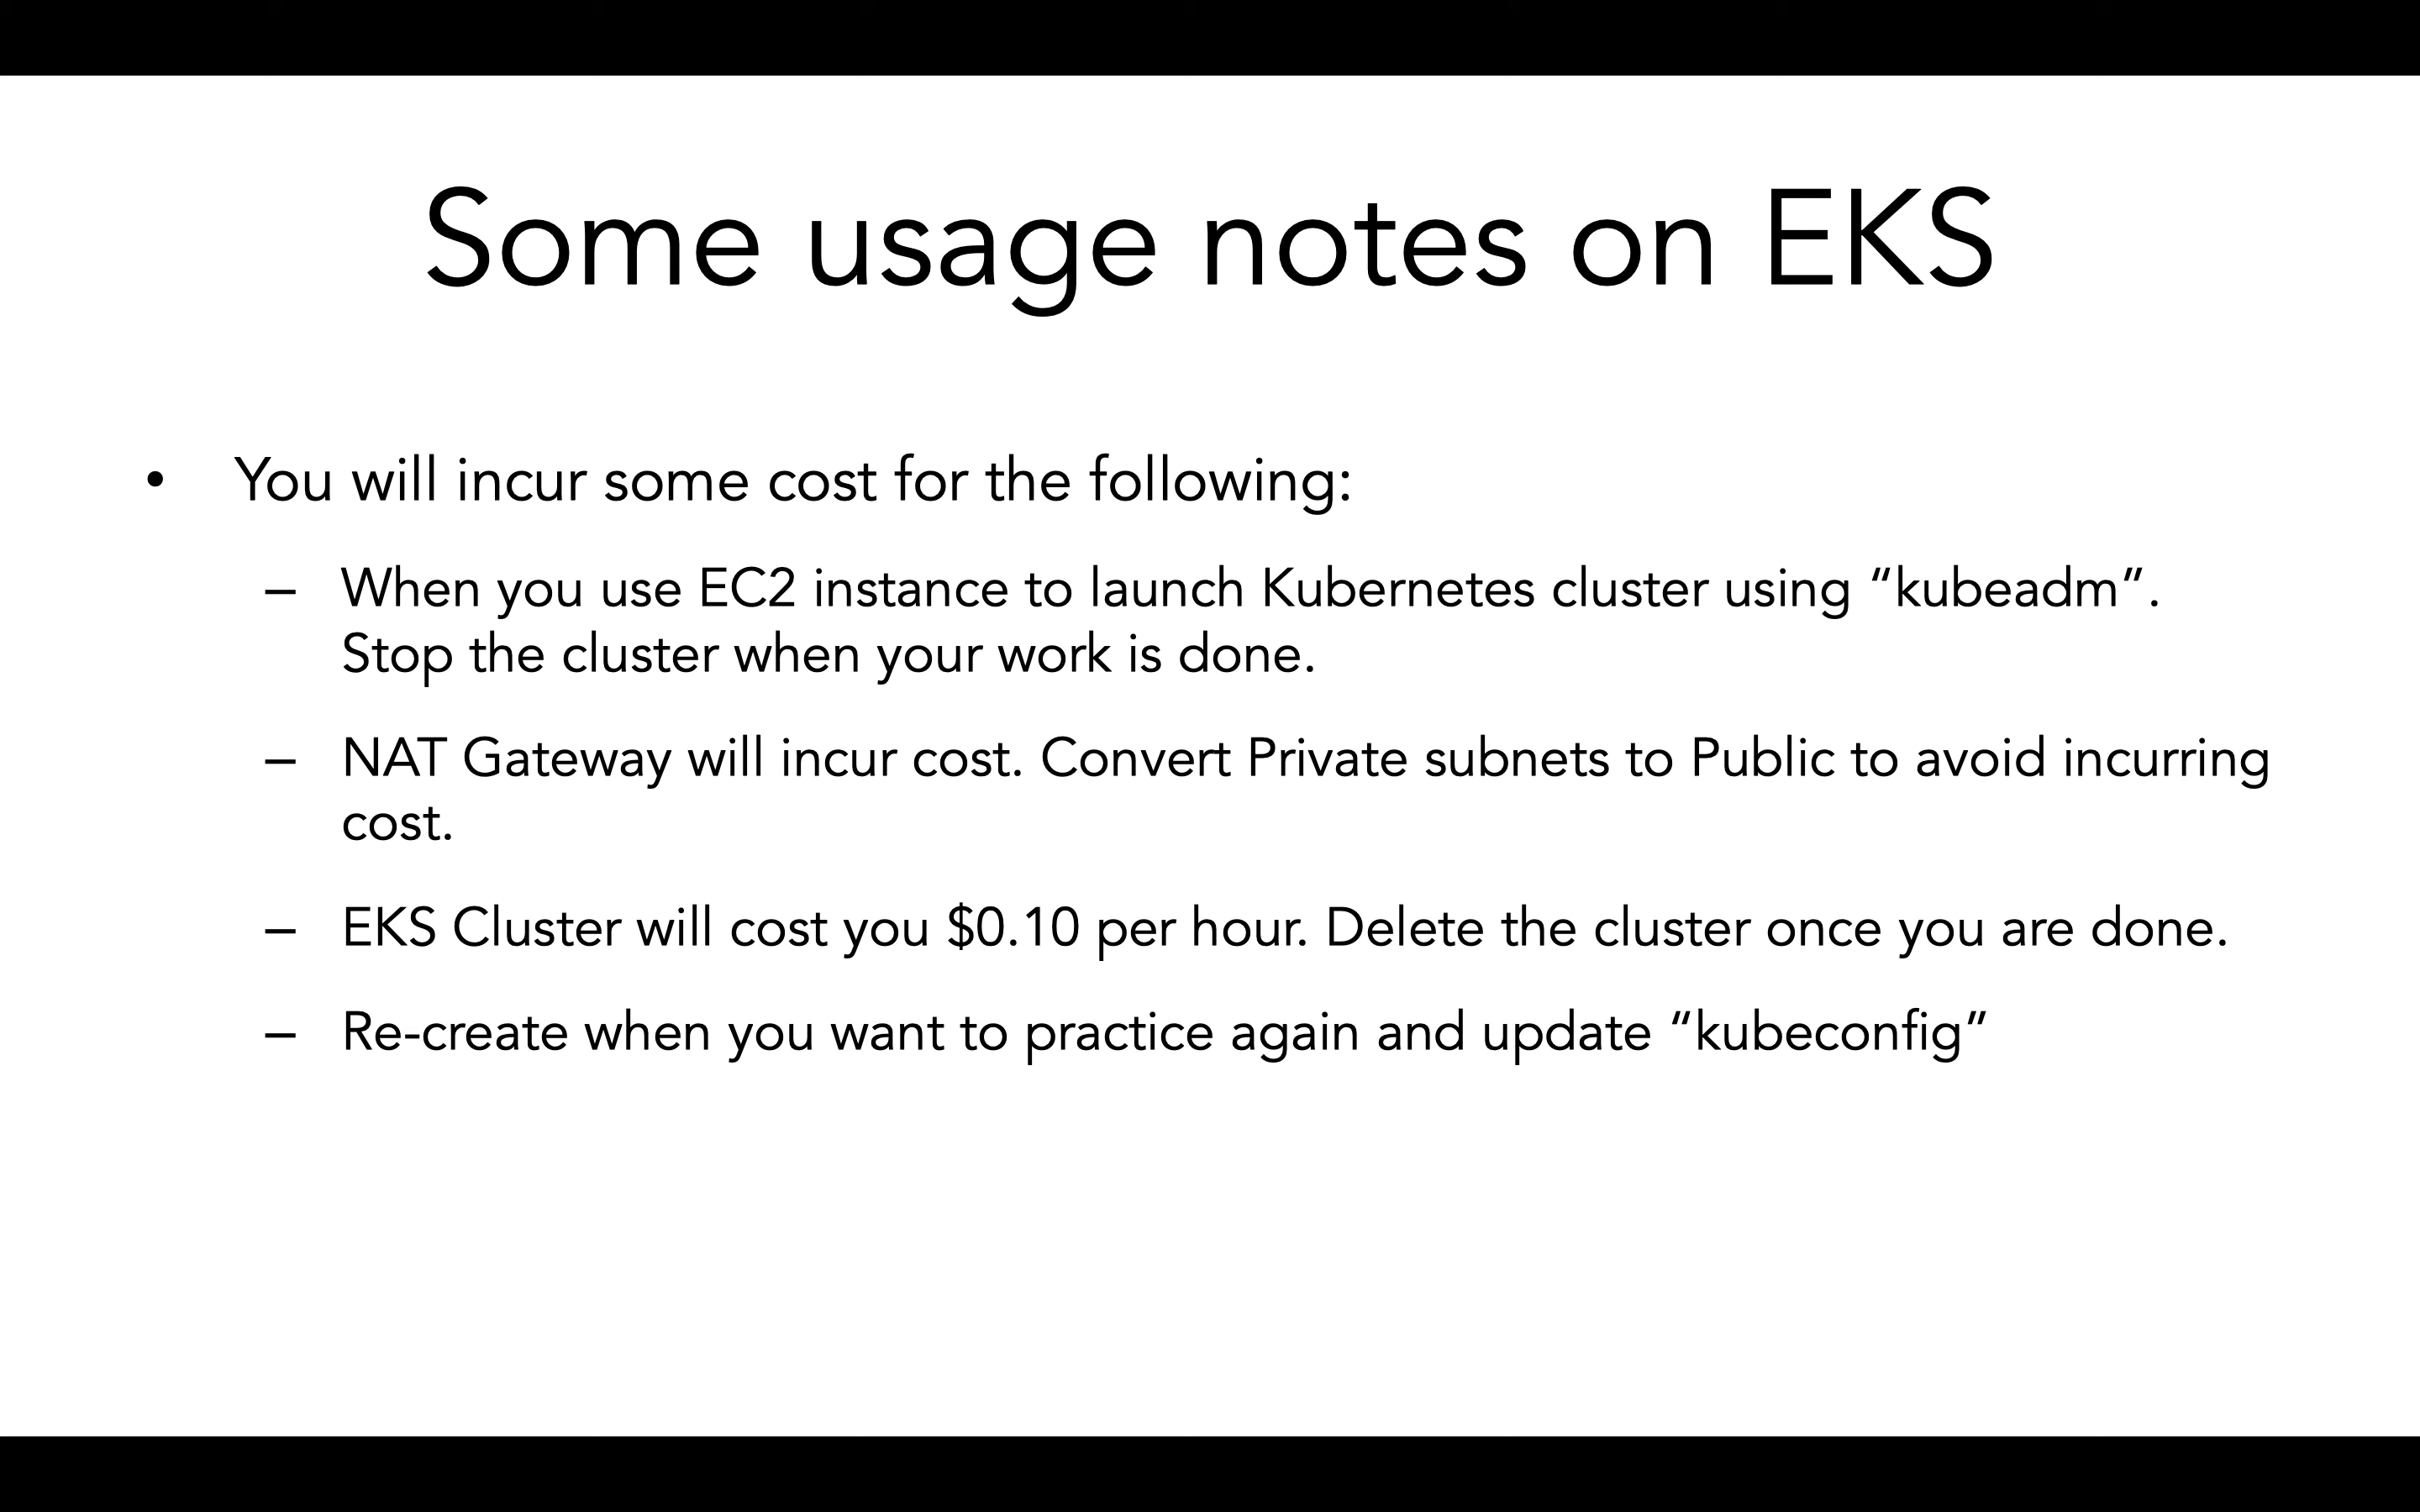 Some usage notes on EKS
• You will incur some cost for the following:
– When you use EC2 instance to launch Kubernetes cluster using “kubeadm”.
Stop the cluster when your work is done.
– NAT Gateway will incur cost. Convert Private subnets to Public to avoid incurring
cost.
– EKS Cluster will cost you $0.10 per hour. Delete the cluster once you are done.
– Re-create when you want to practice again and update “kubeconfig”